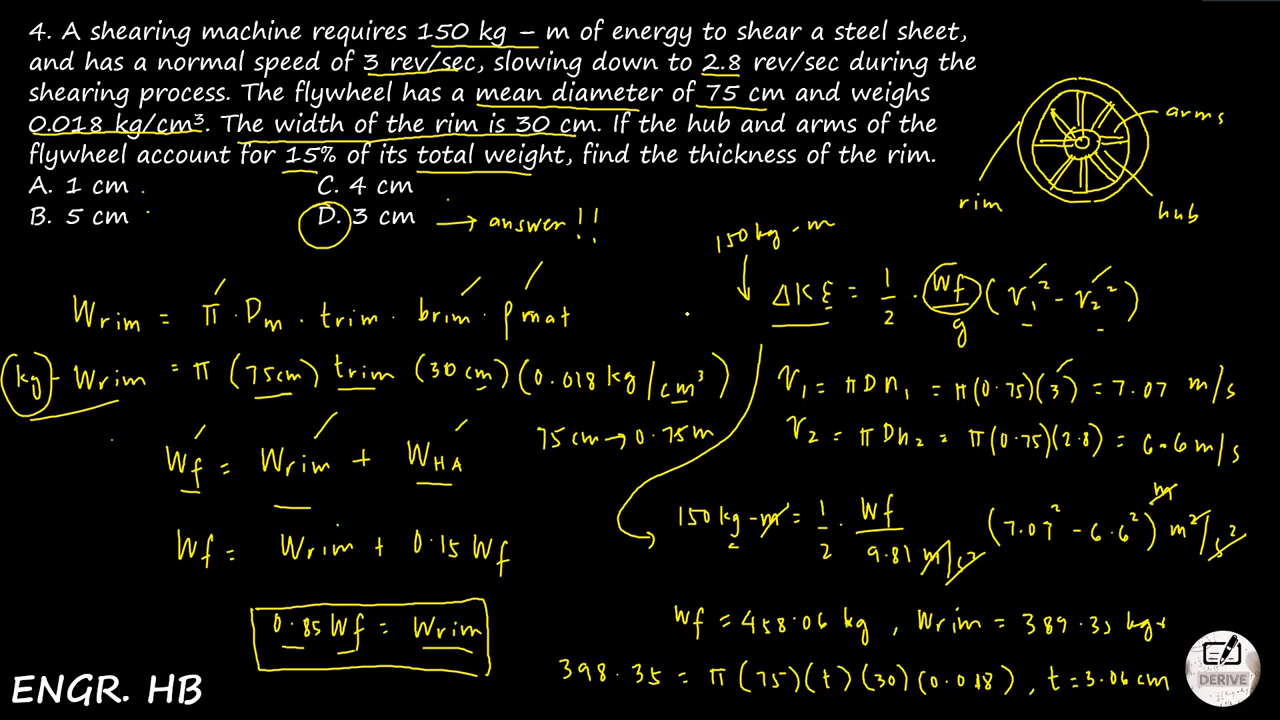 4. A shearing machine requires 150 kg – m of energy to shear a steel sheet,
and has a normal speed of 3 rev/sec, slowing down to 2.8 rev/sec during the
shearing process. The flywheel has a mean diameter of 75 cm and weighs
0.018 kg/cm³. The width of the rim is 30 cm. If the hub and arms of the
flywheel account for 15% of its total weight, find the thickness of the rim.
A. 1 cm C. 4 cm
B. 5 cm D. 3 cm → answer !!
arms
rim
hub
Wrim = π · Dm · trim · brim · ρmat
kg - Wrim = π (75cm) trim (30 cm)(0.018 kg/cm³)
75 cm → 0.75m
Wf = Wrim + WHA
Wf = Wrim + 0.15 Wf
0.85 Wf = Wrim
150 kg - m
ΔKE = 1/2 · Wf/g (v₁² - v₂²)
v₁ = πDn₁ = π(0.75)(3) = 7.07 m/s
v₂ = πDn₂ = π(0.75)(2.8) = 6.6 m/s
150 kg - m = 1/2 · Wf/9.81 m/s² (7.07² - 6.6²) m²/s² m
Wf = 458.06 kg , Wrim = 389.35 kg
398.35 = π(75)(t)(30)(0.018) , t = 3.06 cm
ENGR. HB
DERIVE